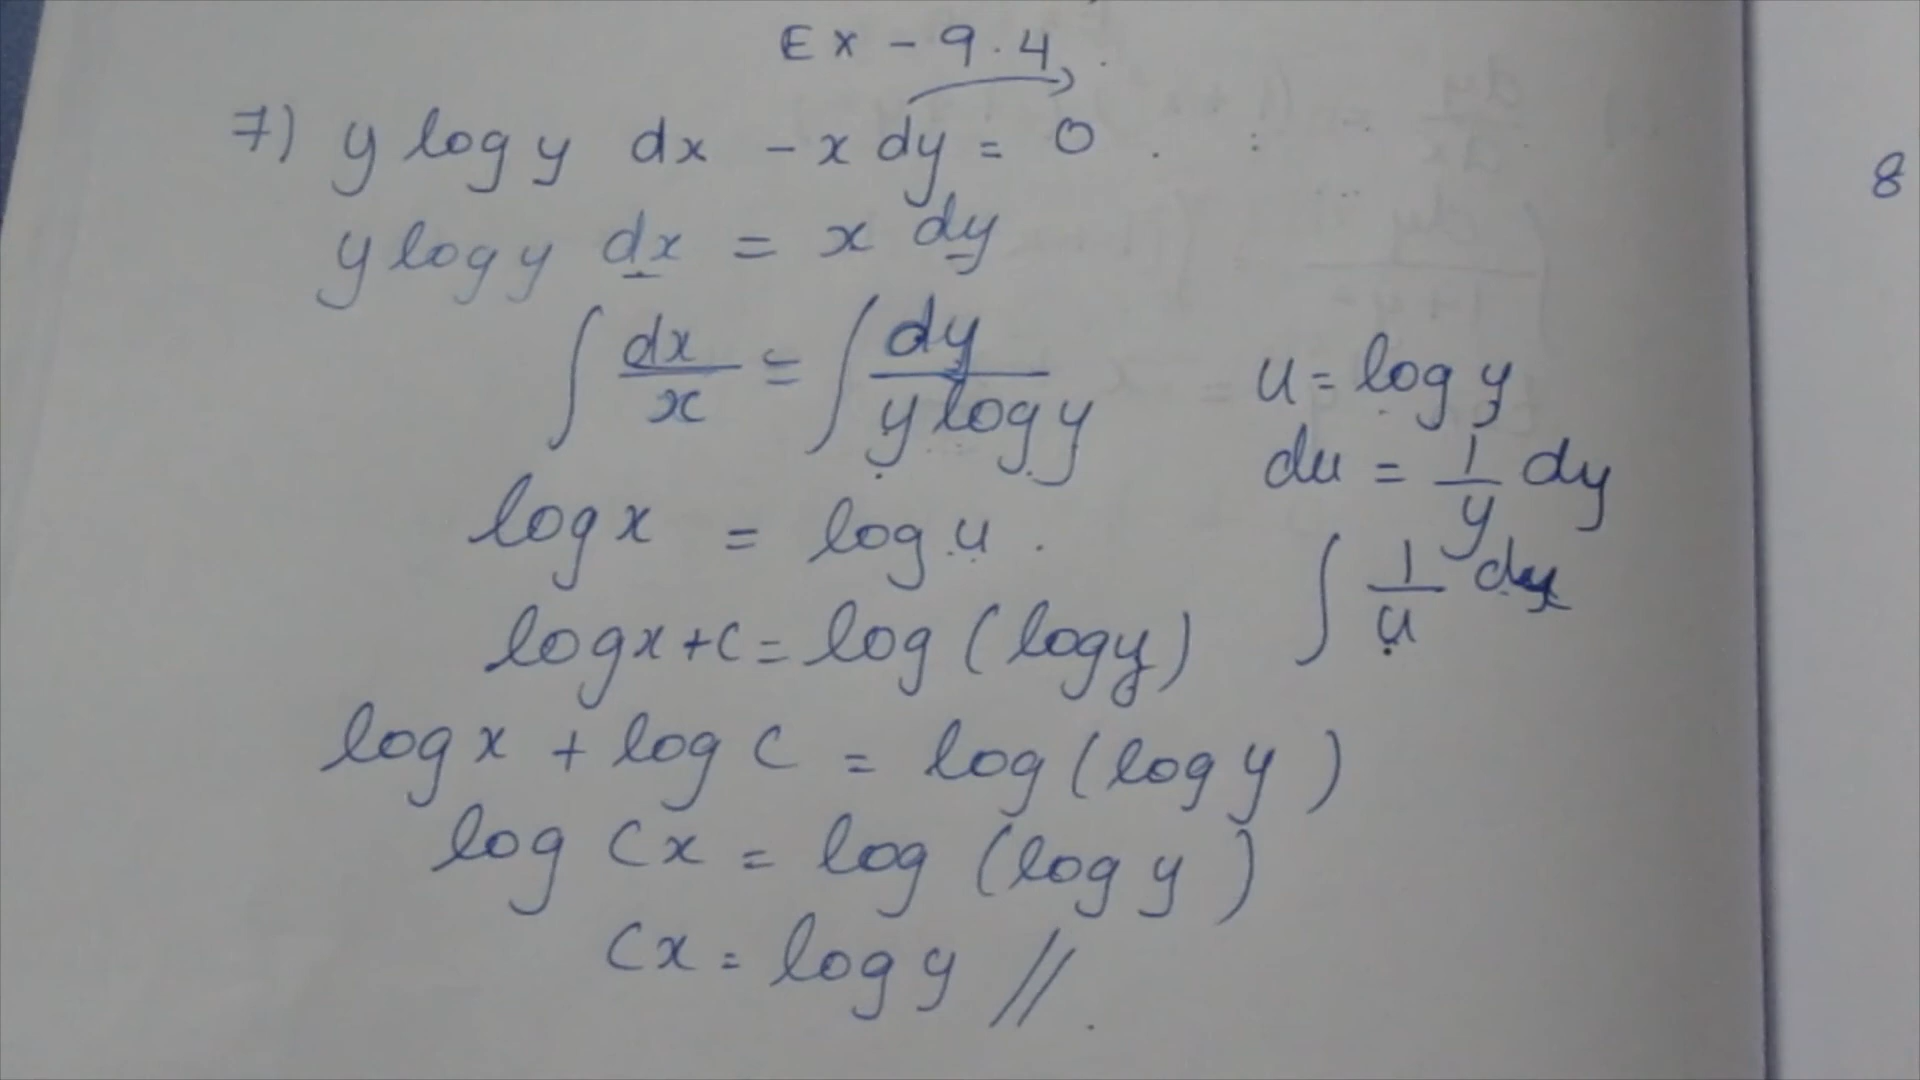 Ex - 9.4
7) y log y dx - x dy = 0
y log y dx = x dy
∫ dx/x = ∫ dy/(y log y)
u = log y
du = 1/y dy
∫ 1/u du
log x = log u.
log x + c = log (log y)
log x + log c = log (log y)
log cx = log (log y)
cx = log y //
8